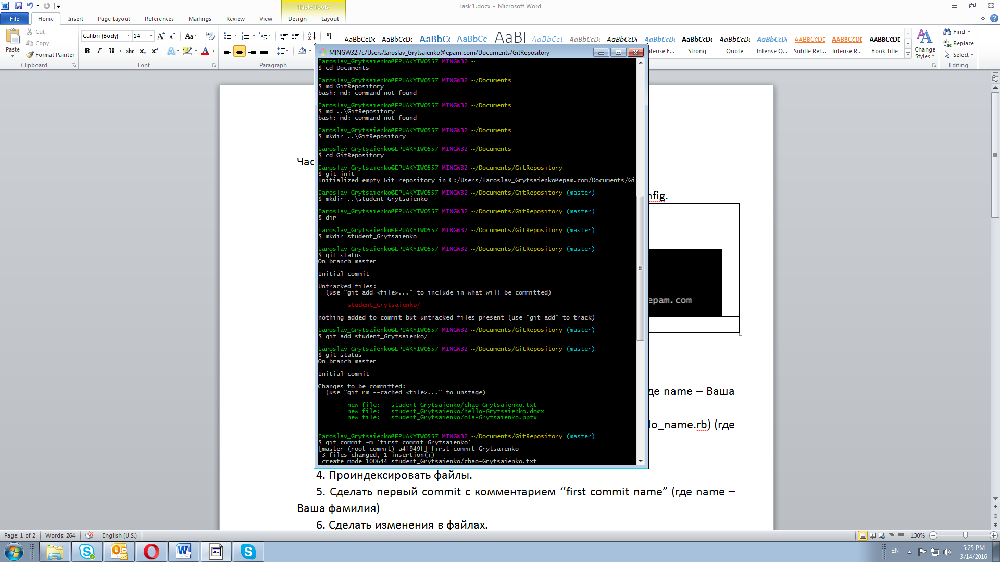 Task1.docx - Microsoft Word
Table Tools
File Home Insert Page Layout References Mailings Review View Design Layout
Paste
Cut
Copy
Format Painter
Clipboard
Calibri (Body) 14
Font
Paragraph
AaBbCcDc AaBbCcDc AaBbCc AaBbCc AaB AaBbCcL AaBbCcDc AaBbCcDc AaBbCcDc AaBbCcDc AaBbCcDc AaBbCcDc AABBCCDE AABBCCDE AABBCCDE
Intense E... Strong Quote Intense Q... Subtle Ref... Intense R... Book Title
Change Styles
Find
Replace
Select
Editing
MINGW32:/c/Users/Iaroslav_Grytsaienko@epam.com/Documents/GitRepository
Iaroslav_Grytsaienko@EPUAKYIW0557 MINGW32 ~
$ cd Documents
Iaroslav_Grytsaienko@EPUAKYIW0557 MINGW32 ~/Documents
$ md GitRepository
bash: md: command not found
Iaroslav_Grytsaienko@EPUAKYIW0557 MINGW32 ~/Documents
$ md ..\GitRepository
bash: md: command not found
Iaroslav_Grytsaienko@EPUAKYIW0557 MINGW32 ~/Documents
$ mkdir ..\GitRepository
Iaroslav_Grytsaienko@EPUAKYIW0557 MINGW32 ~/Documents
$ cd GitRepository
Iaroslav_Grytsaienko@EPUAKYIW0557 MINGW32 ~/Documents/GitRepository
$ git init
Initialized empty Git repository in C:/Users/Iaroslav_Grytsaienko@epam.com/Documents/Gi
Iaroslav_Grytsaienko@EPUAKYIW0557 MINGW32 ~/Documents/GitRepository (master)
$ mkdir ..\student_Grytsaienko
Iaroslav_Grytsaienko@EPUAKYIW0557 MINGW32 ~/Documents/GitRepository (master)
$ dir
Iaroslav_Grytsaienko@EPUAKYIW0557 MINGW32 ~/Documents/GitRepository (master)
$ mkdir student_Grytsaienko
Iaroslav_Grytsaienko@EPUAKYIW0557 MINGW32 ~/Documents/GitRepository (master)
$ git status
On branch master
Initial commit
Untracked files:
(use "git add <file>..." to include in what will be committed)
student_Grytsaienko/
nothing added to commit but untracked files present (use "git add" to track)
Iaroslav_Grytsaienko@EPUAKYIW0557 MINGW32 ~/Documents/GitRepository (master)
$ git add student_Grytsaienko/
Iaroslav_Grytsaienko@EPUAKYIW0557 MINGW32 ~/Documents/GitRepository (master)
$ git status
On branch master
Initial commit
Changes to be committed:
(use "git rm --cached <file>..." to unstage)
new file: student_Grytsaienko/chao-Grytsaienko.txt
new file: student_Grytsaienko/hello-Grytsaienko.docx
new file: student_Grytsaienko/ola-Grytsaienko.pptx
Iaroslav_Grytsaienko@EPUAKYIW0557 MINGW32 ~/Documents/GitRepository (master)
$ git commit -m 'first commit Grytsaienko'
[master (root-commit) a4f949f] first commit Grytsaienko
3 files changed, 1 insertion(+)
create mode 100644 student_Grytsaienko/chao-Grytsaienko.txt
Час
nfig.
epam.com
де name – Ваша
lo_name.rb) (где
4. Проиндексировать файлы.
5. Сделать первый commit с комментарием ‘’first commit name” (где name –
Ваша фамилия)
6. Сделать изменения в файлах.
Page: 1 of 2 Words: 264 English (U.S.) 130%
EN
5:25 PM
3/14/2016